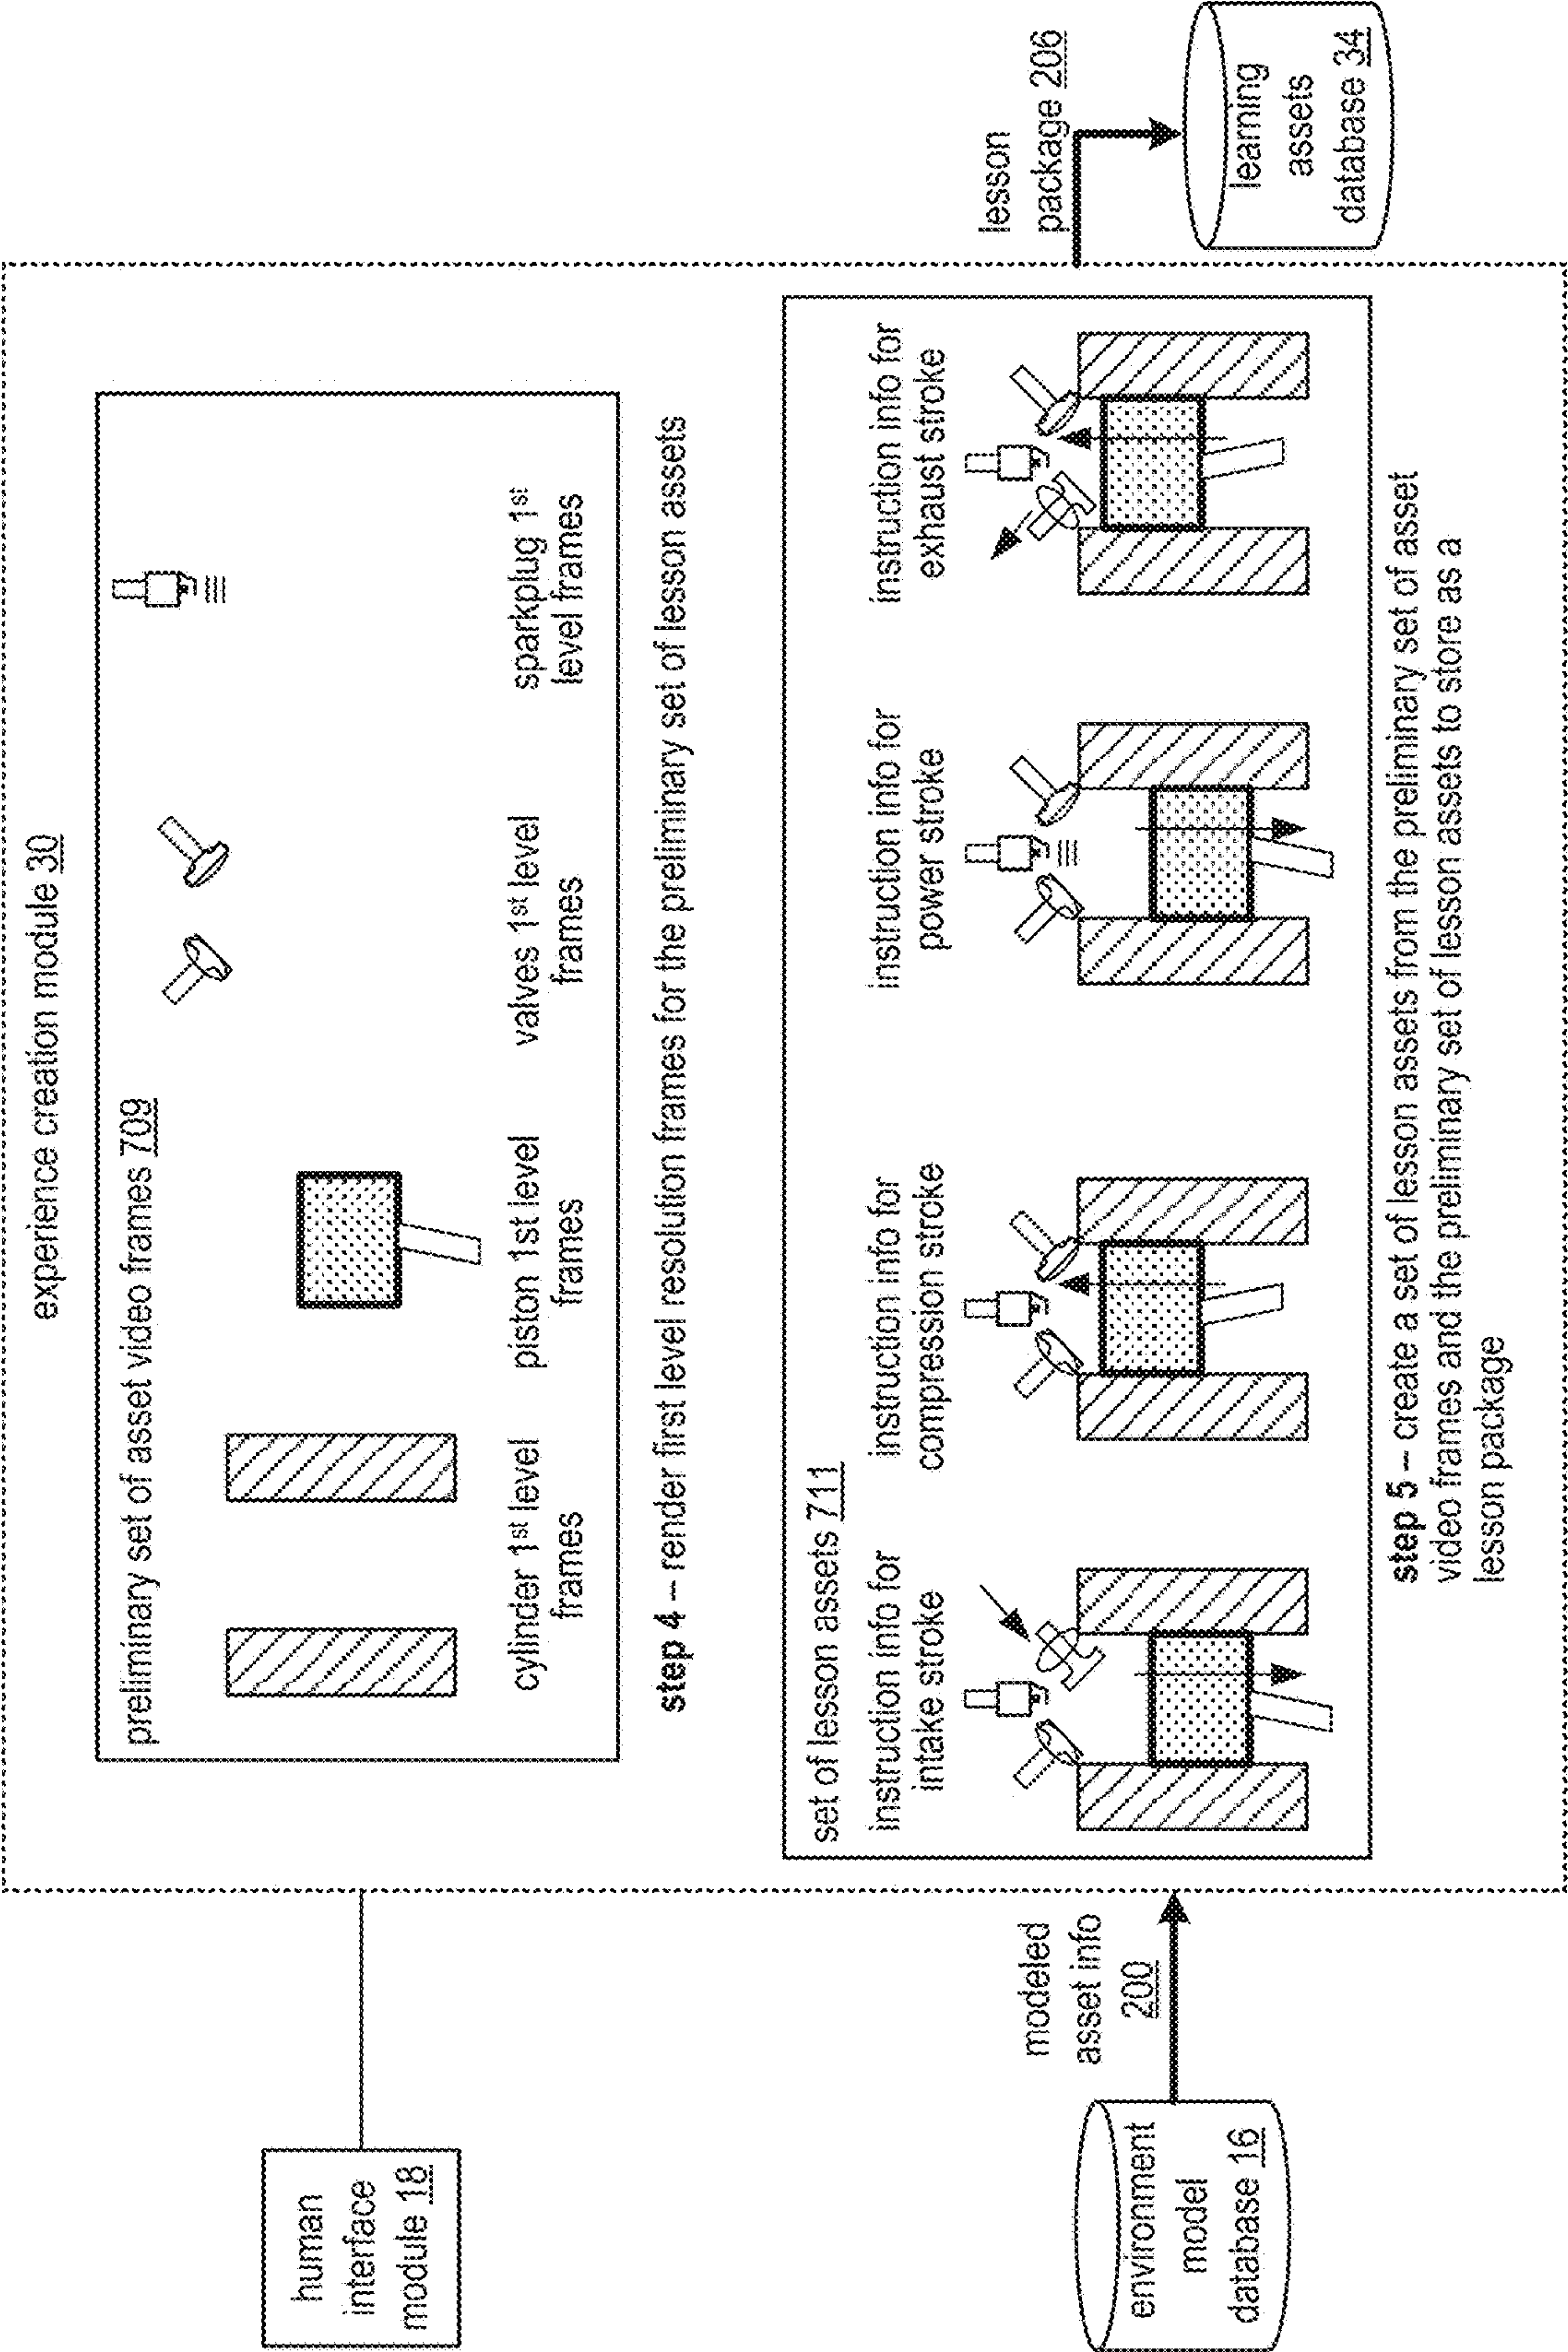 experience creation module 30
preliminary set of asset video frames 709
cylinder 1st level
frames
piston 1st level
frames
valves 1st level
frames
sparkplug 1st
level frames
step 4 – render first level resolution frames for the preliminary set of lesson assets
set of lesson assets 711
instruction info for
intake stroke
instruction info for
compression stroke
instruction info for
power stroke
instruction info for
exhaust stroke
step 5 – create a set of lesson assets from the preliminary set of asset
video frames and the preliminary set of lesson assets to store as a
lesson package
human
interface
module 18
environment
model
database 16
modeled
asset info
200
lesson
package 206
learning
assets
database 34